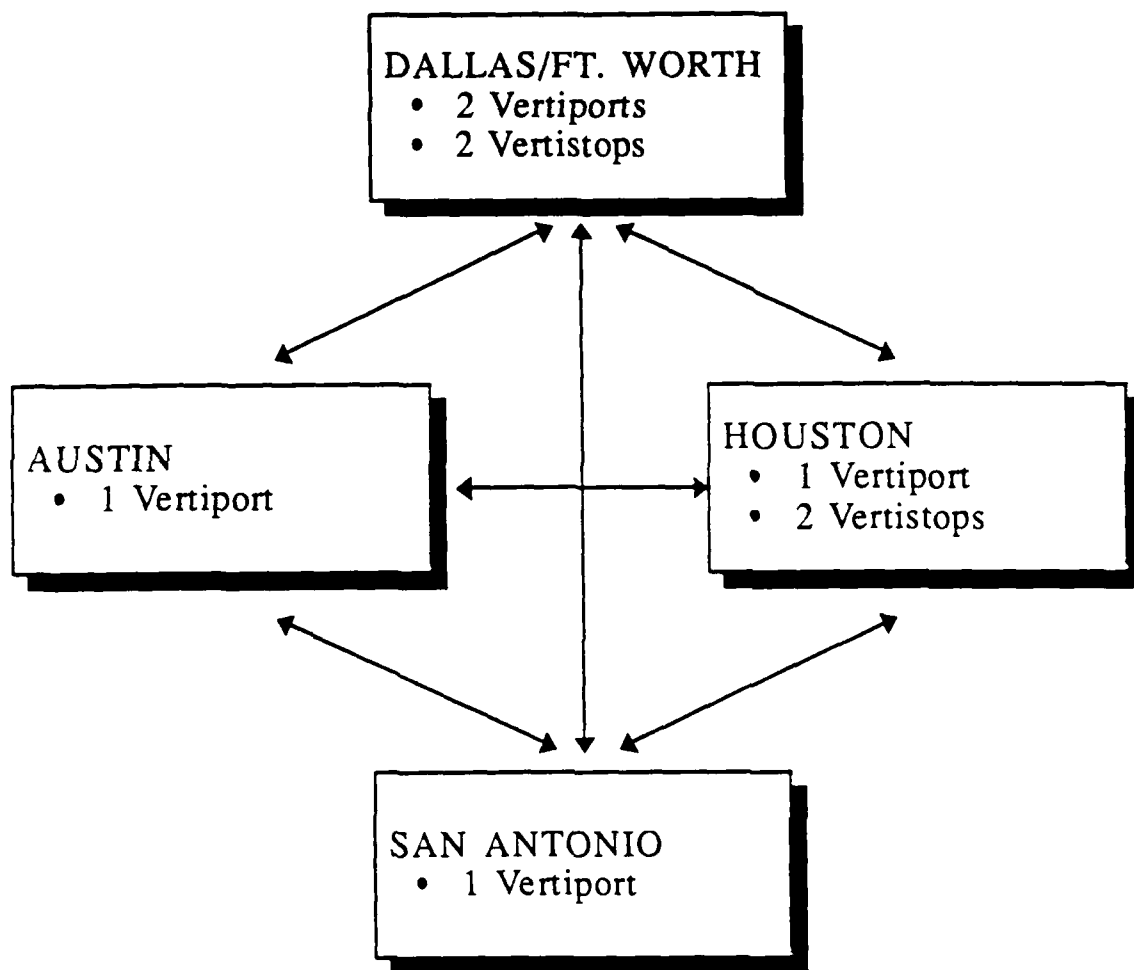 DALLAS/FT. WORTH
• 2 Vertiports
• 2 Vertistops
AUSTIN
• 1 Vertiport
HOUSTON
• 1 Vertiport
• 2 Vertistops
SAN ANTONIO
• 1 Vertiport